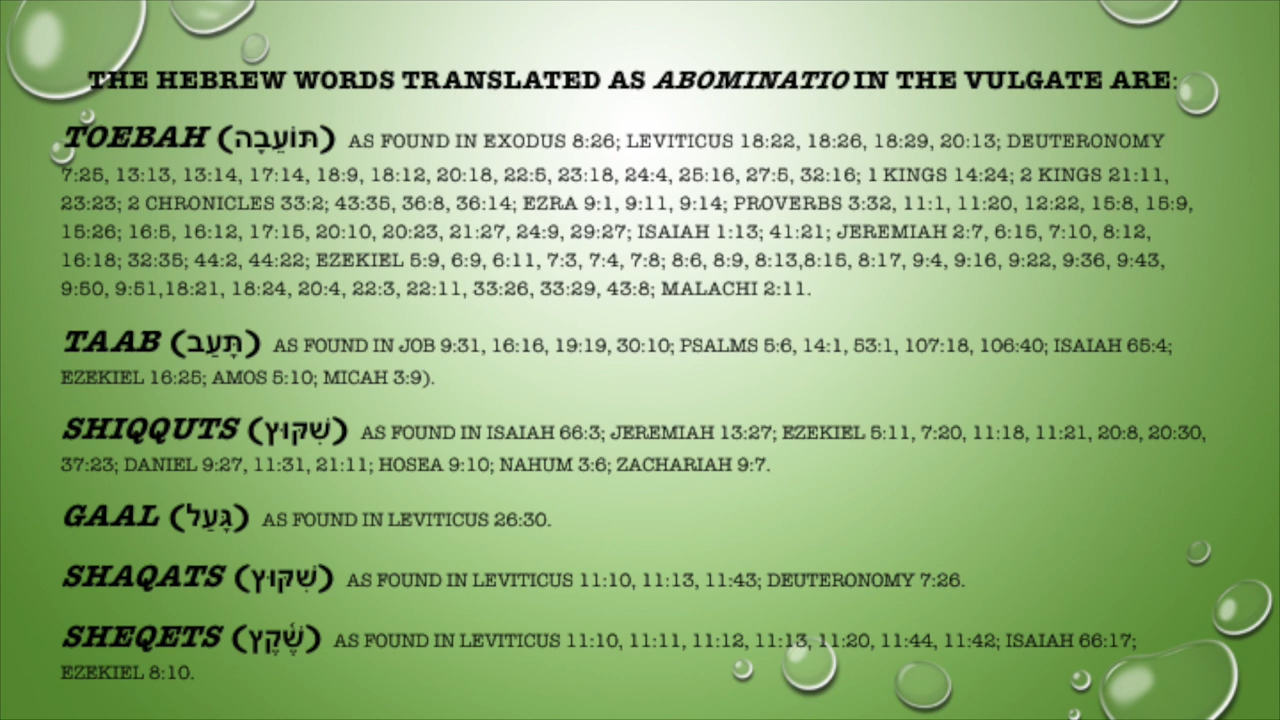 THE HEBREW WORDS TRANSLATED AS ABOMINATIO IN THE VULGATE ARE:
TOEBAH (תּוֹעֵבָה) AS FOUND IN EXODUS 8:26; LEVITICUS 18:22, 18:26, 18:29, 20:13; DEUTERONOMY
7:25, 13:13, 13:14, 17:14, 18:9, 18:12, 20:18, 22:5, 23:18, 24:4, 25:16, 27:5, 32:16; 1 KINGS 14:24; 2 KINGS 21:11,
23:23; 2 CHRONICLES 33:2; 43:35, 36:8, 36:14; EZRA 9:1, 9:11, 9:14; PROVERBS 3:32, 11:1, 11:20, 12:22, 15:8, 15:9,
15:26; 16:5, 16:12, 17:15, 20:10, 20:23, 21:27, 24:9, 29:27; ISAIAH 1:13; 41:21; JEREMIAH 2:7, 6:15, 7:10, 8:12,
16:18; 32:35; 44:2, 44:22; EZEKIEL 5:9, 6:9, 6:11, 7:3, 7:4, 7:8; 8:6, 8:9, 8:13,8:15, 8:17, 9:4, 9:16, 9:22, 9:36, 9:43,
9:50, 9:51,18:21, 18:24, 20:4, 22:3, 22:11, 33:26, 33:29, 43:8; MALACHI 2:11.
TAAB (תָּעַב) AS FOUND IN JOB 9:31, 16:16, 19:19, 30:10; PSALMS 5:6, 14:1, 53:1, 107:18, 106:40; ISAIAH 65:4;
EZEKIEL 16:25; AMOS 5:10; MICAH 3:9).
SHIQQUTS (שִׁקּוּץ) AS FOUND IN ISAIAH 66:3; JEREMIAH 13:27; EZEKIEL 5:11, 7:20, 11:18, 11:21, 20:8, 20:30,
37:23; DANIEL 9:27, 11:31, 21:11; HOSEA 9:10; NAHUM 3:6; ZACHARIAH 9:7.
GAAL (גָּעַל) AS FOUND IN LEVITICUS 26:30.
SHAQATS (שִׁקּוּץ) AS FOUND IN LEVITICUS 11:10, 11:13, 11:43; DEUTERONOMY 7:26.
SHEQETS (שֶׁ֫קֶץ) AS FOUND IN LEVITICUS 11:10, 11:11, 11:12, 11:13, 11:20, 11:44, 11:42; ISAIAH 66:17;
EZEKIEL 8:10.